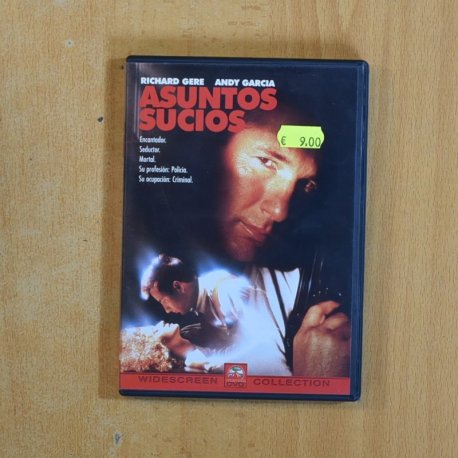 RICHARD GERE ANDY GARCIA
ASUNTOS
SUCIOS
€ 9.00
Encantador.
Seductor.
Mortal.
Su profesión: Policía.
Su ocupación: Criminal.
WIDESCREEN DVD COLLECTION